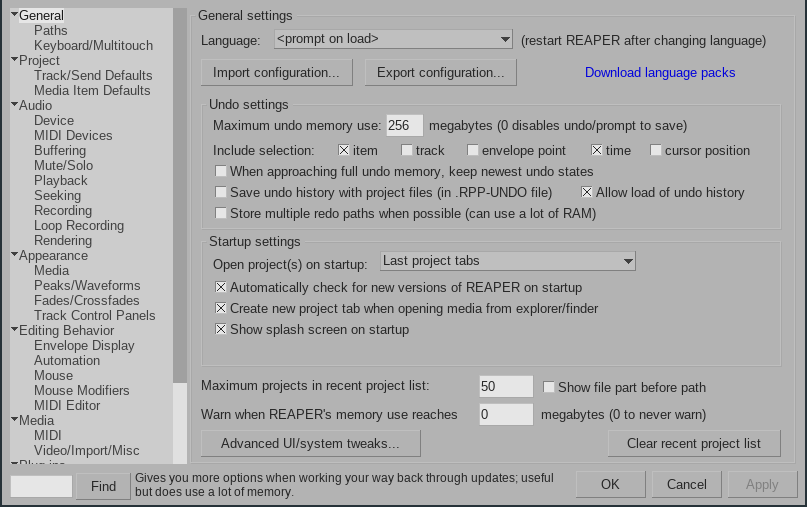 General
Paths
Keyboard/Multitouch
Project
Track/Send Defaults
Media Item Defaults
Audio
Device
MIDI Devices
Buffering
Mute/Solo
Playback
Seeking
Recording
Loop Recording
Rendering
Appearance
Media
Peaks/Waveforms
Fades/Crossfades
Track Control Panels
Editing Behavior
Envelope Display
Automation
Mouse
Mouse Modifiers
MIDI Editor
Media
MIDI
Video/Import/Misc
Plug-ins
General settings
Language: <prompt on load> (restart REAPER after changing language)
Import configuration... Export configuration... Download language packs
Undo settings
Maximum undo memory use: 256 megabytes (0 disables undo/prompt to save)
Include selection: item track envelope point time cursor position
When approaching full undo memory, keep newest undo states
Save undo history with project files (in .RPP-UNDO file) Allow load of undo history
Store multiple redo paths when possible (can use a lot of RAM)
Startup settings
Open project(s) on startup: Last project tabs
Automatically check for new versions of REAPER on startup
Create new project tab when opening media from explorer/finder
Show splash screen on startup
Maximum projects in recent project list: 50 Show file part before path
Warn when REAPER's memory use reaches 0 megabytes (0 to never warn)
Advanced UI/system tweaks... Clear recent project list
Find
Gives you more options when working your way back through updates; useful
but does use a lot of memory.
OK Cancel Apply